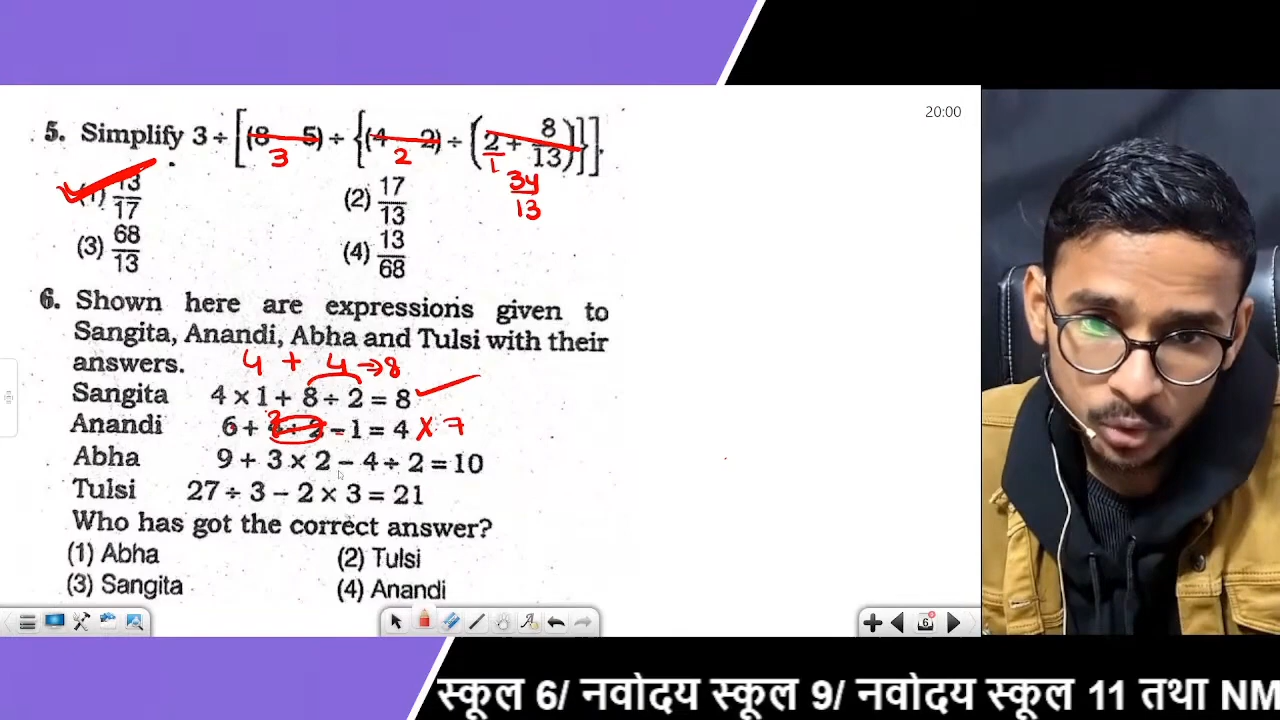 20:00
5. Simplify 3 ÷ [(8 – 5) ÷ {(4 – 2) ÷ (2 + 8/13)}].
3 2 1 34/13
(1) 13/17 (2) 17/13
(3) 68/13 (4) 13/68
6. Shown here are expressions given to
Sangita, Anandi, Abha and Tulsi with their
answers. 4 + 4 → 8
Sangita 4 × 1 + 8 ÷ 2 = 8 ✓
Anandi 6 + ÷ 2 – 1 = 4 × 7
Abha 9 + 3 × 2 – 4 ÷ 2 = 10
Tulsi 27 ÷ 3 – 2 × 3 = 21
Who has got the correct answer?
(1) Abha (2) Tulsi
(3) Sangita (4) Anandi
6
स्कूल 6/ नवोदय स्कूल 9/ नवोदय स्कूल 11 तथा NM